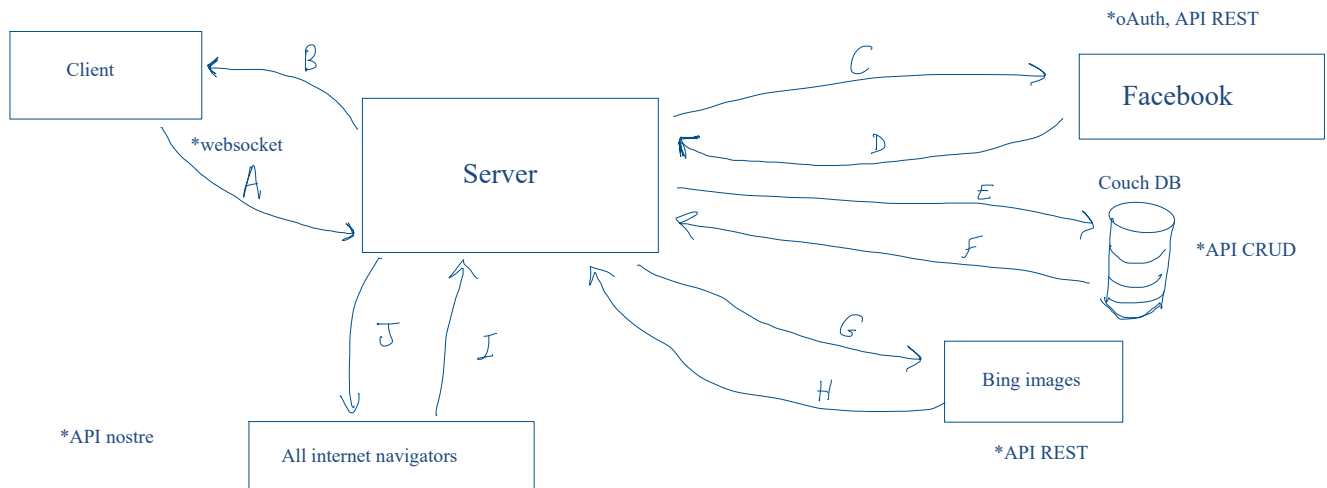 *oAuth, API REST
Client
B
C
Facebook
*websocket
D
Server
A
Couch DB
E
F
*API CRUD
J
I
G
H
Bing images
*API nostre
All internet navigators
*API REST